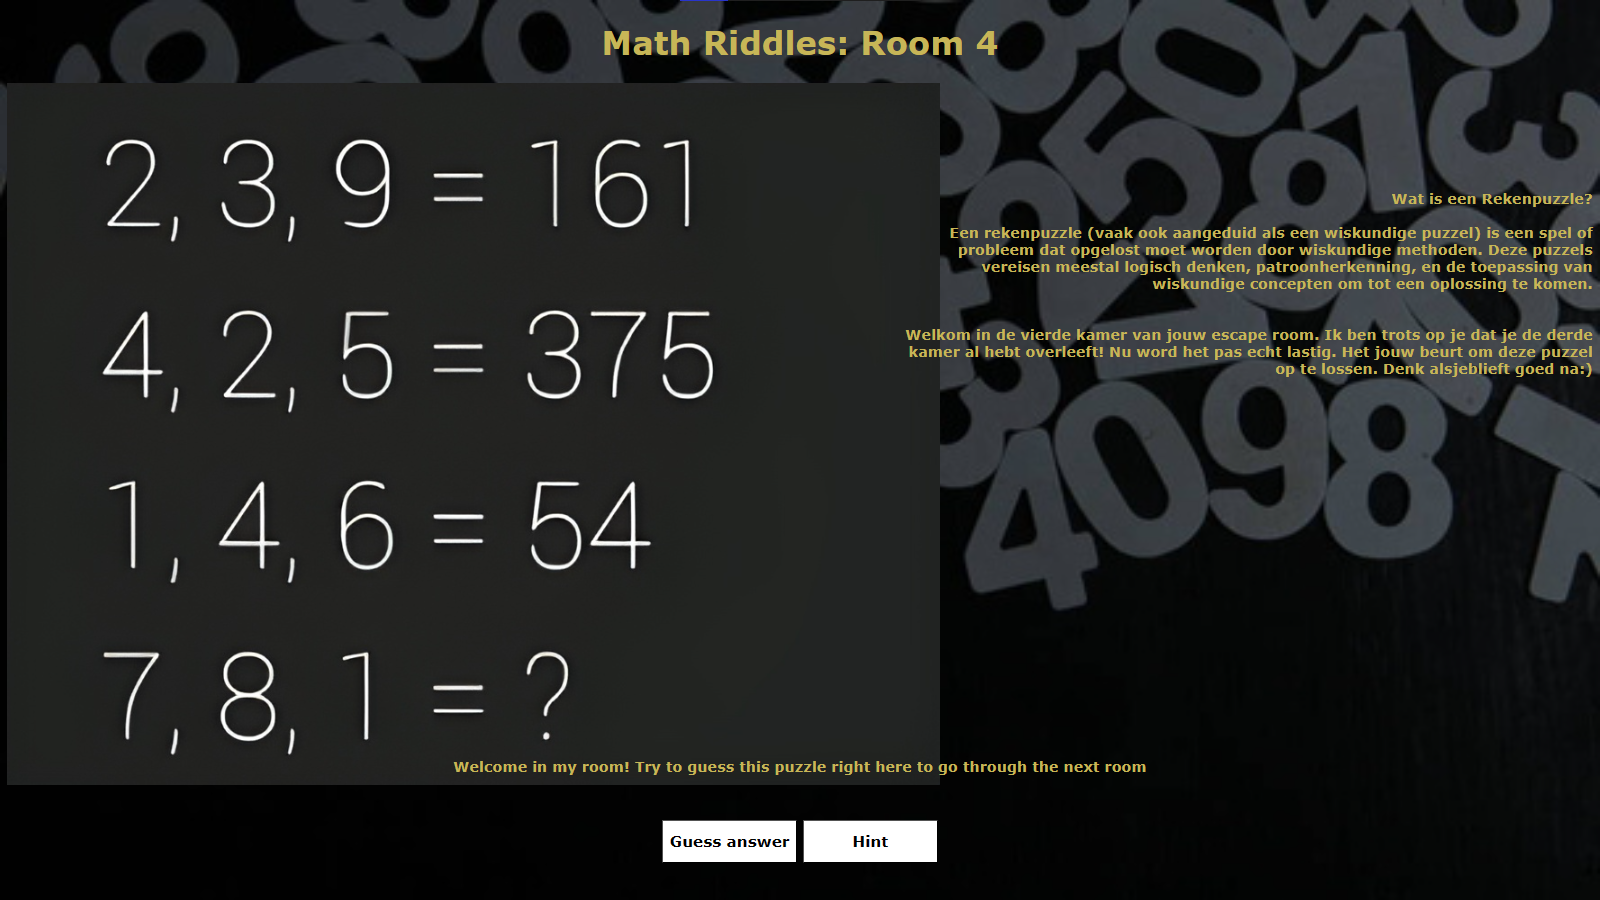 Math Riddles: Room 4
2, 3, 9 = 161
4, 2, 5 = 375
1, 4, 6 = 54
7, 8, 1 = ?
Wat is een Rekenpuzzle?
Een rekenpuzzle (vaak ook aangeduid als een wiskundige puzzel) is een spel of
probleem dat opgelost moet worden door wiskundige methoden. Deze puzzels
vereisen meestal logisch denken, patroonherkenning, en de toepassing van
wiskundige concepten om tot een oplossing te komen.
Welkom in de vierde kamer van jouw escape room. Ik ben trots op je dat je de derde
kamer al hebt overleeft! Nu word het pas echt lastig. Het jouw beurt om deze puzzel
op te lossen. Denk alsjeblieft goed na:)
Welcome in my room! Try to guess this puzzle right here to go through the next room
Guess answer
Hint